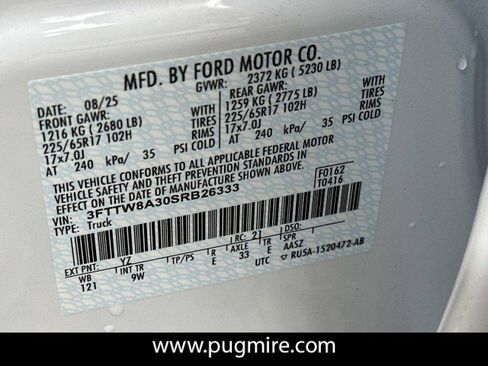 MFD. BY FORD MOTOR CO.
DATE: 08/25 GVWR: 2372 KG ( 5230 LB)
FRONT GAWR: REAR GAWR:
1216 KG ( 2680 LB) 1259 KG ( 2775 LB)
225/65R17 102H TIRES 225/65R17 102H TIRES
17x7.0J RIMS 17x7.0J RIMS
AT 240 kPa/ 35 PSI COLD AT 240 kPa/ 35 PSI COLD
THIS VEHICLE CONFORMS TO ALL APPLICABLE FEDERAL MOTOR
VEHICLE SAFETY AND THEFT PREVENTION STANDARDS IN
EFFECT ON THE DATE OF MANUFACTURE SHOWN ABOVE.
VIN: 3FTTW8A30SRB26333 F0162
TYPE: Truck T0416
EXT PNT: YZ RC: 21 DSO:
WB INT TR TP/PS R AXLE TR SPR
121 9W E 33 E AASZ
UTC ▽ RU5A-1520472-AB
www.pugmire.com